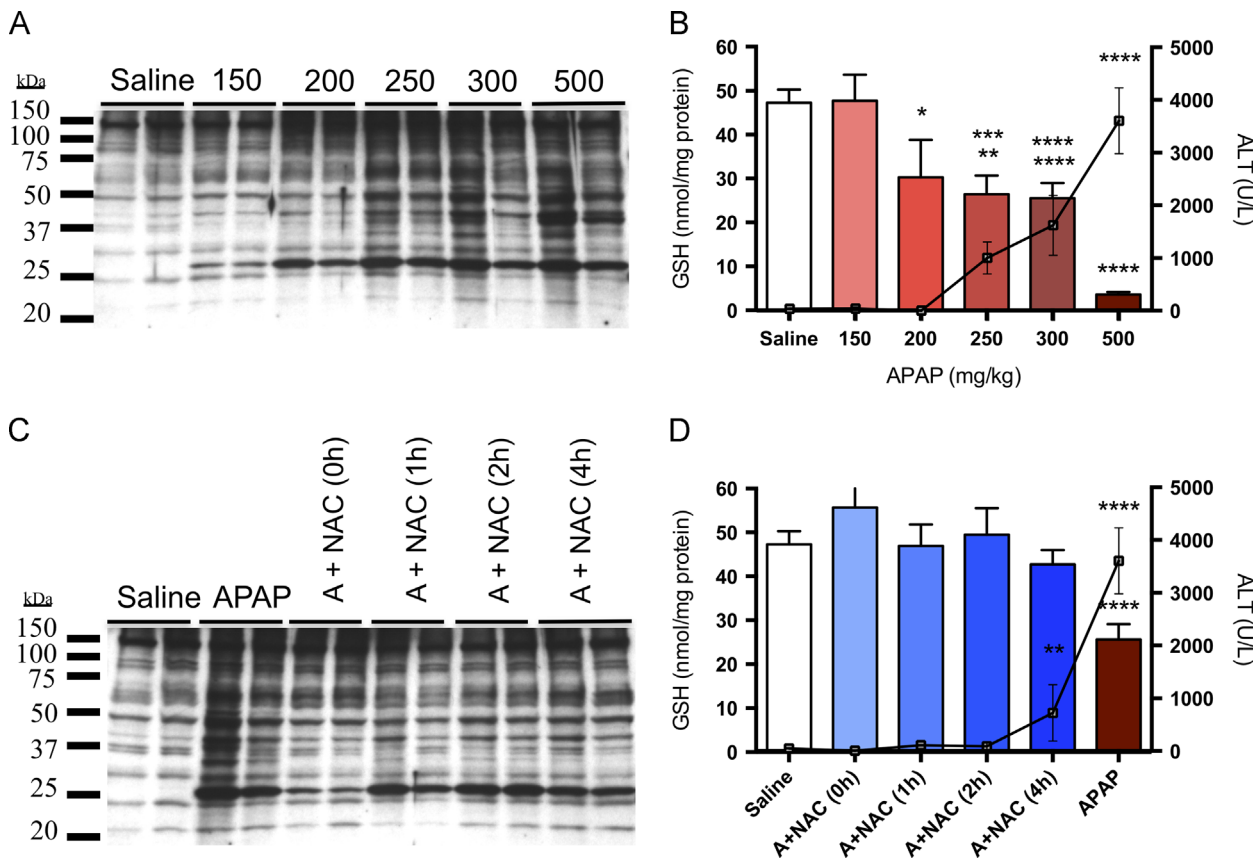 A
kDa
Saline 150 200 250 300 500
150
100
75
50
37
25
20
B
60
50
40
30
20
10
0
GSH (nmol/mg protein)
*
***
**
****
****
****
****
5000
4000
3000
2000
1000
0
ALT (U/L)
Saline 150 200 250 300 500
APAP (mg/kg)
C
A + NAC (0h)
A + NAC (1h)
A + NAC (2h)
A + NAC (4h)
kDa
Saline APAP
150
100
75
50
37
25
20
D
60
50
40
30
20
10
0
GSH (nmol/mg protein)
**
****
****
5000
4000
3000
2000
1000
0
ALT (U/L)
Saline
A+NAC (0h)
A+NAC (1h)
A+NAC (2h)
A+NAC (4h)
APAP